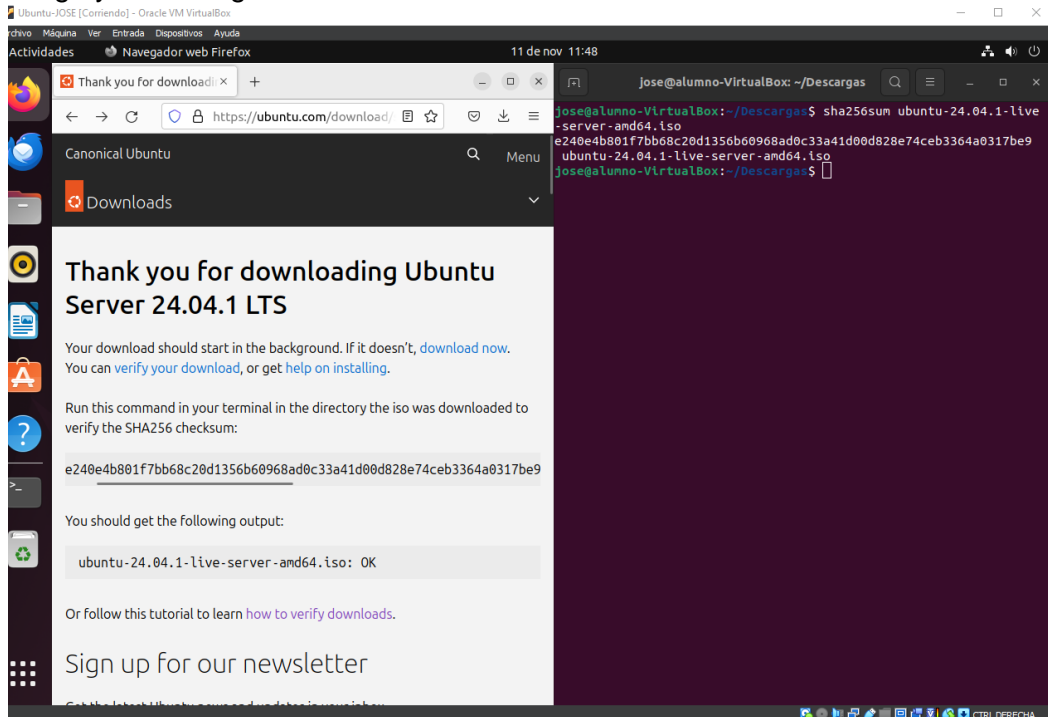 Ubuntu-JOSE [Corriendo] - Oracle VM VirtualBox
rchivo Máquina Ver Entrada Dispositivos Ayuda
Actividades Navegador web Firefox 11 de nov 11:48
Thank you for downloadin
https://ubuntu.com/download/
Canonical Ubuntu Menu
Downloads
Thank you for downloading Ubuntu
Server 24.04.1 LTS
Your download should start in the background. If it doesn't, download now.
You can verify your download, or get help on installing.
Run this command in your terminal in the directory the iso was downloaded to
verify the SHA256 checksum:
e240e4b801f7bb68c20d1356b60968ad0c33a41d00d828e74ceb3364a0317be9
You should get the following output:
ubuntu-24.04.1-live-server-amd64.iso: OK
Or follow this tutorial to learn how to verify downloads.
Sign up for our newsletter
jose@alumno-VirtualBox: ~/Descargas
jose@alumno-VirtualBox:~/Descargas$ sha256sum ubuntu-24.04.1-live
-server-amd64.iso
e240e4b801f7bb68c20d1356b60968ad0c33a41d00d828e74ceb3364a0317be9
ubuntu-24.04.1-live-server-amd64.iso
jose@alumno-VirtualBox:~/Descargas$
CTRL DERECHA